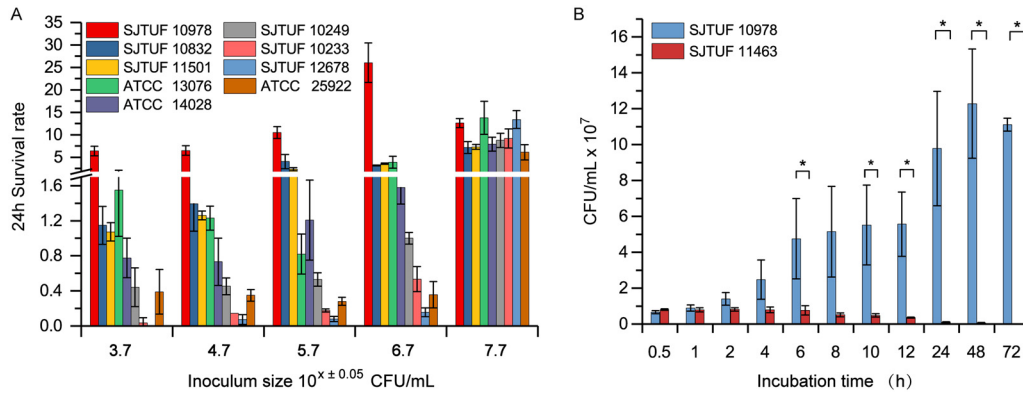 A
24h Survival rate
35
30
25
20
15
10
5
1.6
1.2
0.8
0.4
0.0
SJTUF 10978
SJTUF 10832
SJTUF 11501
ATCC 13076
ATCC 14028
SJTUF 10249
SJTUF 10233
SJTUF 12678
ATCC 25922
3.7 4.7 5.7 6.7 7.7
Inoculum size 10^x ± 0.05 CFU/mL
B
CFU/mL x 10^7
16
14
12
10
8
6
4
2
0
SJTUF 10978
SJTUF 11463
* * * * * *
0.5 1 2 4 6 8 10 12 24 48 72
Incubation time (h)